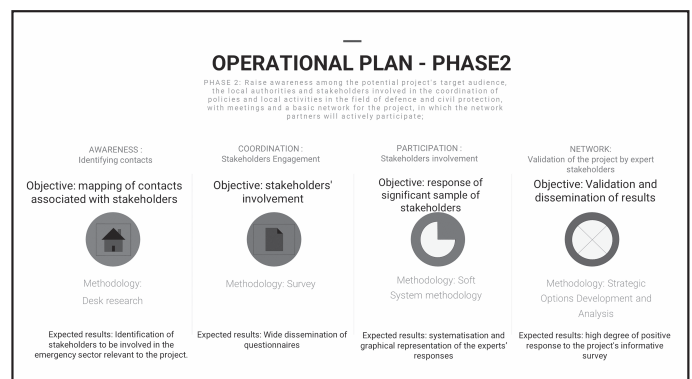 OPERATIONAL PLAN - PHASE2
PHASE 2: Raise awareness among the potential project's target audience,
the local authorities and stakeholders involved in the coordination of
policies and local activities in the field of defence and civil protection,
with meetings and a basic network for the project, in which the network
partners will actively participate;
AWARENESS :
Identifying contacts
Objective: mapping of contacts
associated with stakeholders
Methodology:
Desk research
Expected results: Identification of
stakeholders to be involved in the
emergency sector relevant to the project.
COORDINATION :
Stakeholders Engagement
Objective: stakeholders'
involvement
Methodology: Survey
Expected results: Wide dissemination of
questionnaires
PARTICIPATION :
Stakeholders involvement
Objective: response of
significant sample of
stakeholders
Methodology: Soft
System methodology
Expected results: systematisation and
graphical representation of the experts'
responses
NETWORK:
Validation of the project by expert
stakeholders
Objective: Validation and
dissemination of results
Methodology: Strategic
Options Development and
Analysis
Expected results: high degree of positive
response to the project's informative
survey